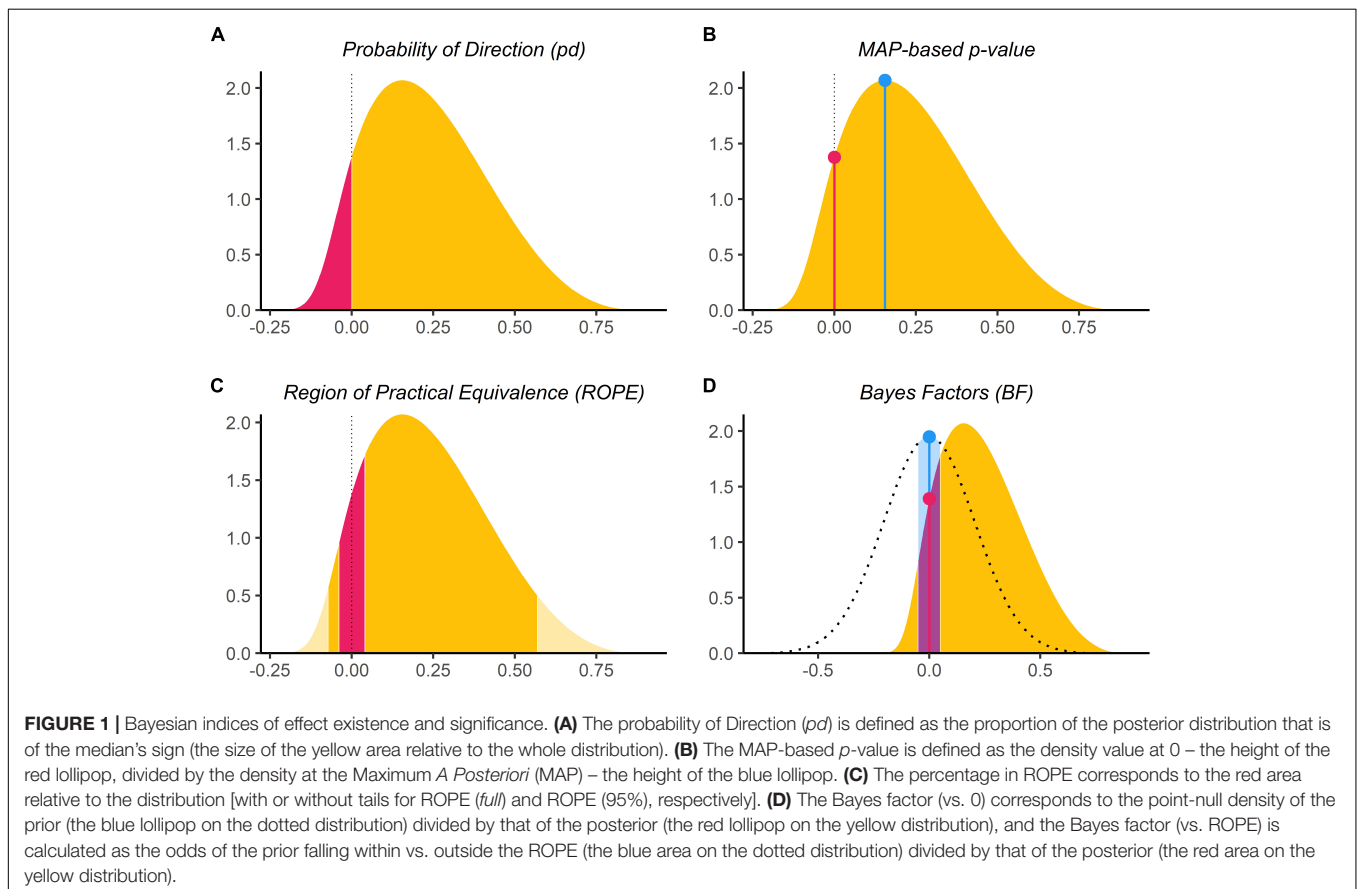 A
Probability of Direction (pd)
2.0
1.5
1.0
0.5
0.0
-0.25 0.00 0.25 0.50 0.75
B
MAP-based p-value
2.0
1.5
1.0
0.5
0.0
-0.25 0.00 0.25 0.50 0.75
C
Region of Practical Equivalence (ROPE)
2.0
1.5
1.0
0.5
0.0
-0.25 0.00 0.25 0.50 0.75
D
Bayes Factors (BF)
2.0
1.5
1.0
0.5
0.0
-0.5 0.0 0.5
FIGURE 1 | Bayesian indices of effect existence and significance. (A) The probability of Direction (pd) is defined as the proportion of the posterior distribution that is
of the median’s sign (the size of the yellow area relative to the whole distribution). (B) The MAP-based p-value is defined as the density value at 0 – the height of the
red lollipop, divided by the density at the Maximum A Posteriori (MAP) – the height of the blue lollipop. (C) The percentage in ROPE corresponds to the red area
relative to the distribution [with or without tails for ROPE (full) and ROPE (95%), respectively]. (D) The Bayes factor (vs. 0) corresponds to the point-null density of the
prior (the blue lollipop on the dotted distribution) divided by that of the posterior (the red lollipop on the yellow distribution), and the Bayes factor (vs. ROPE) is
calculated as the odds of the prior falling within vs. outside the ROPE (the blue area on the dotted distribution) divided by that of the posterior (the red area on the
yellow distribution).